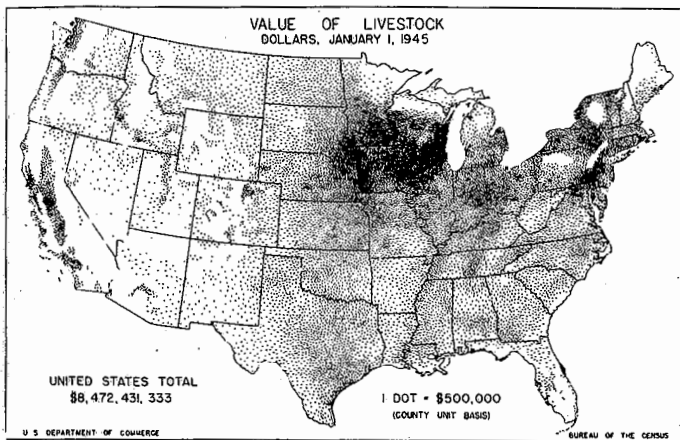 VALUE OF LIVESTOCK
DOLLARS, JANUARY 1, 1945
UNITED STATES TOTAL
$8,472,431,333
1 DOT = $500,000
(COUNTY UNIT BASIS)
U S DEPARTMENT OF COMMERCE
BUREAU OF THE CENSUS